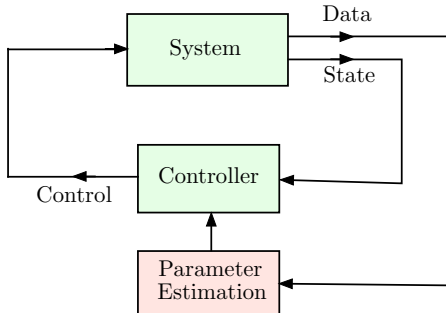 Data
System
State
Controller
Control
Parameter
Estimation